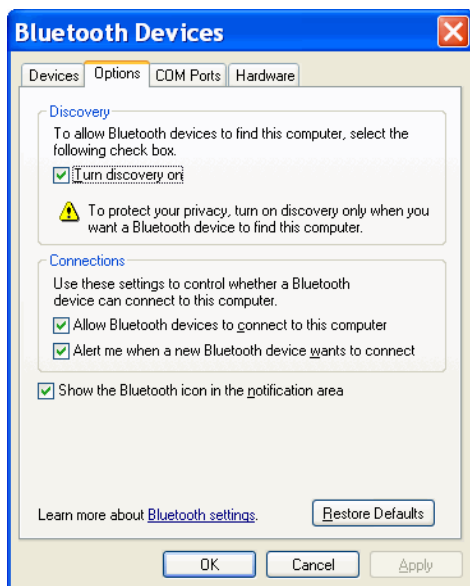 Bluetooth Devices
Devices Options COM Ports Hardware
Discovery
To allow Bluetooth devices to find this computer, select the
following check box.
Turn discovery on
To protect your privacy, turn on discovery only when you
want a Bluetooth device to find this computer.
Connections
Use these settings to control whether a Bluetooth
device can connect to this computer.
Allow Bluetooth devices to connect to this computer
Alert me when a new Bluetooth device wants to connect
Show the Bluetooth icon in the notification area
Learn more about Bluetooth settings. Restore Defaults
OK Cancel Apply